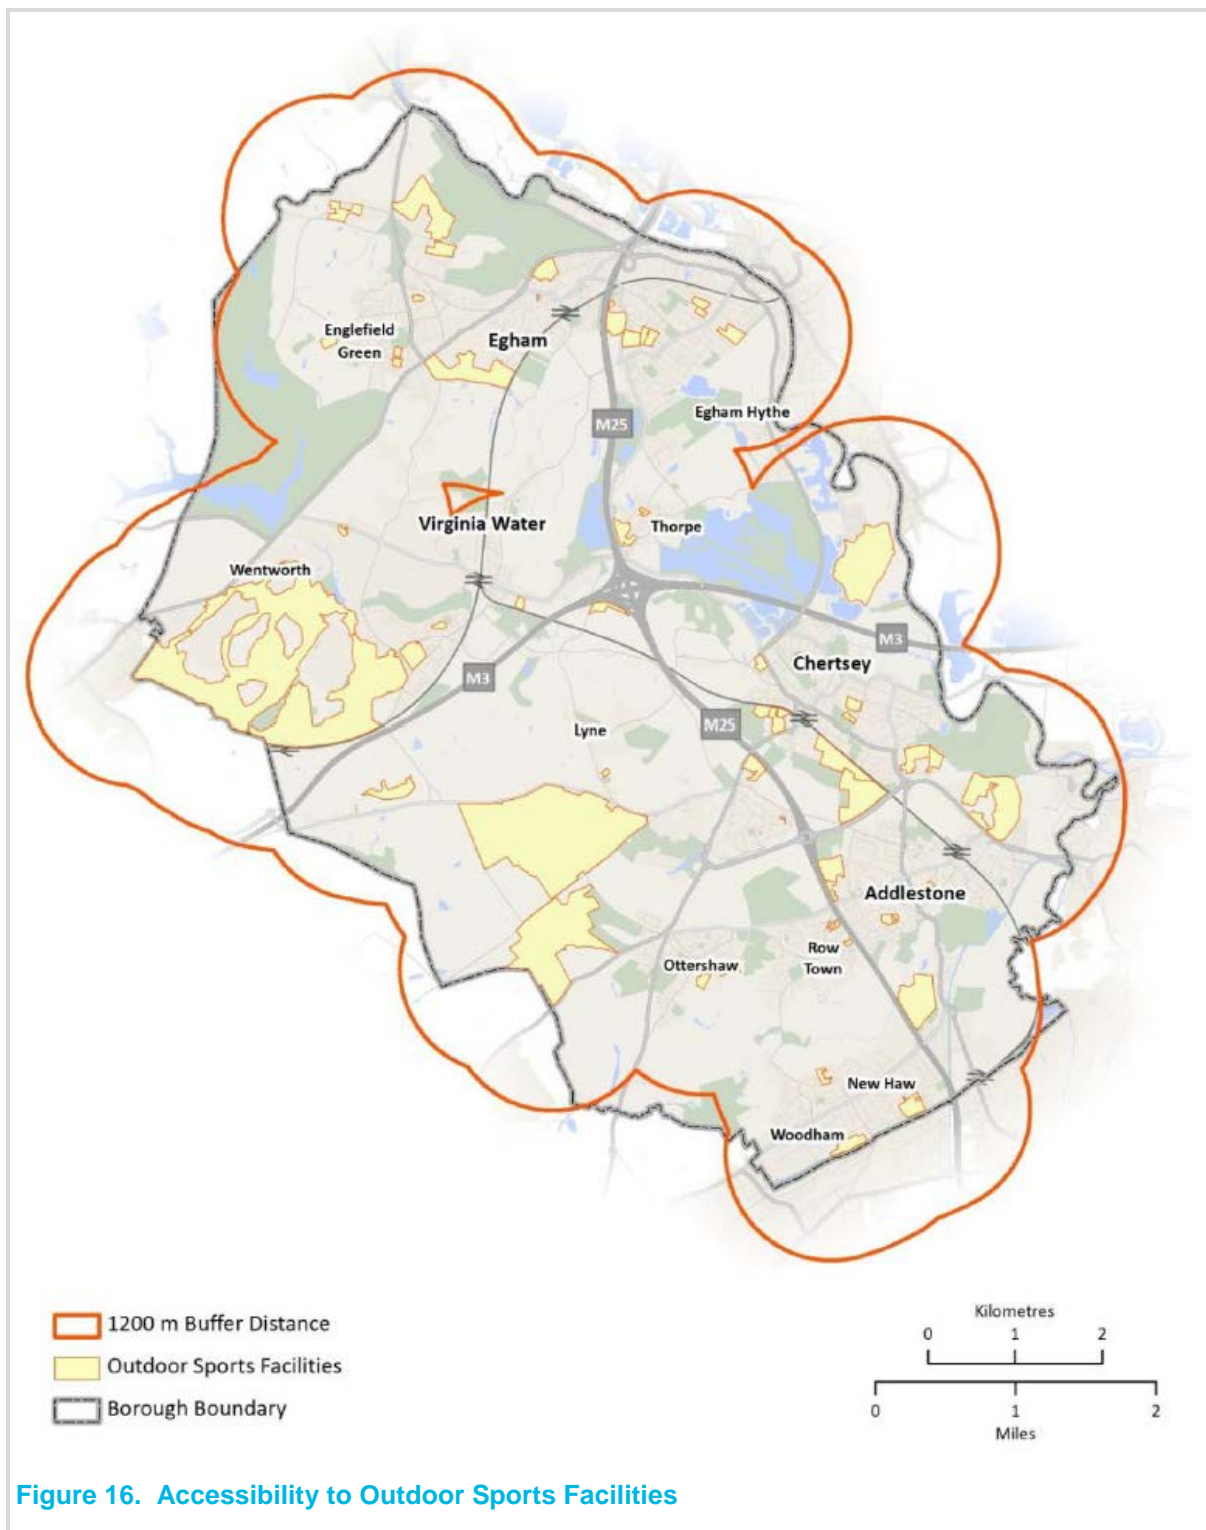 Englefield
Green
Egham
M25
Egham Hythe
Virginia Water
Thorpe
Wentworth
M3
Chertsey
M3
M25
Lyne
Addlestone
Row
Town
Ottershaw
New Haw
Woodham
1200 m Buffer Distance
Outdoor Sports Facilities
Borough Boundary
Kilometres
0 1 2
0 1 2
Miles
Figure 16. Accessibility to Outdoor Sports Facilities